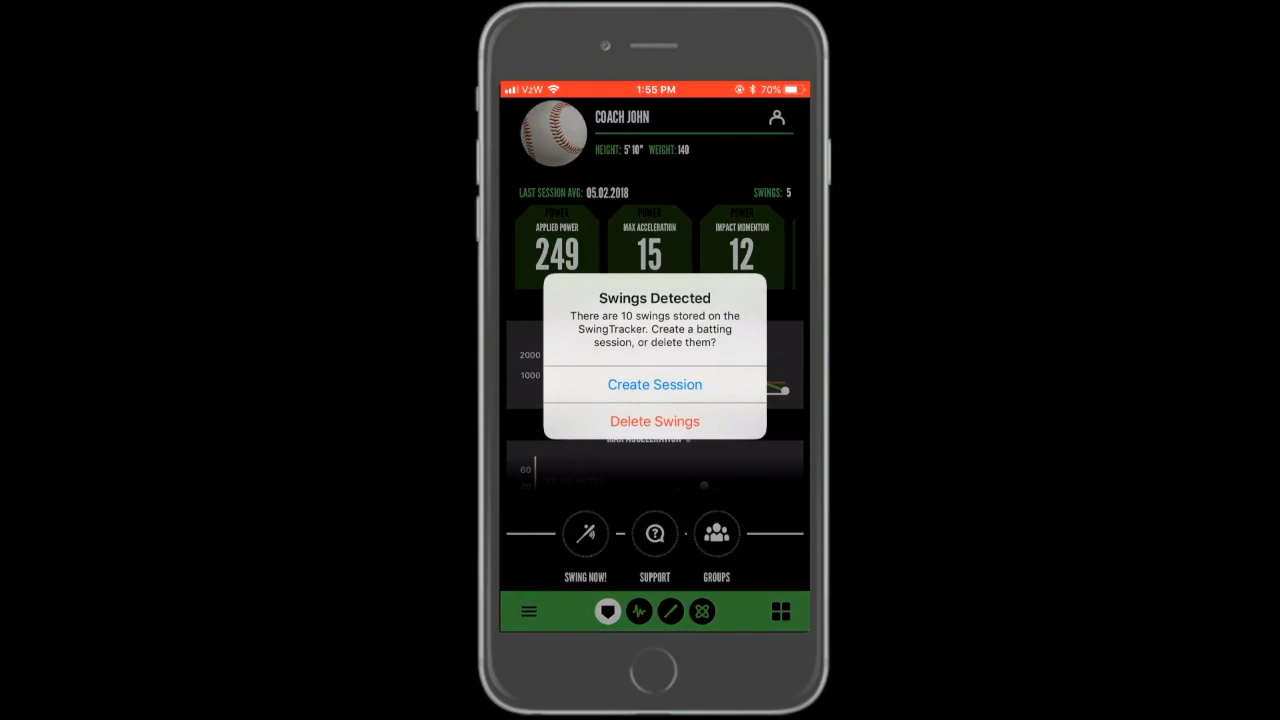 VzW 1:55 PM 70%
COACH JOHN
HEIGHT: 5' 10" WEIGHT: 140
LAST SESSION AVG: 05.02.2018 SWINGS: 5
POWER POWER POWER
APPLIED POWER MAX ACCELERATION IMPACT MOMENTUM
249 15 12
Swings Detected
There are 10 swings stored on the
SwingTracker. Create a batting
session, or delete them?
2000
1000
Create Session
Delete Swings
MAX ACCELERATION
60
SWING NOW! SUPPORT GROUPS